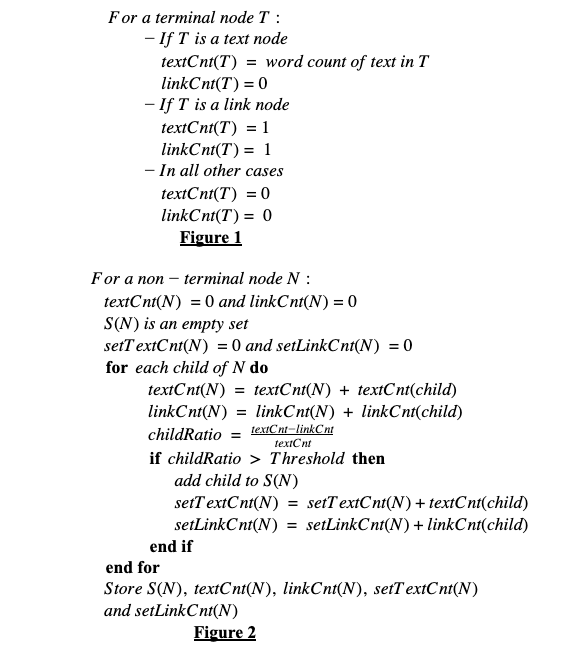 For a terminal node T :
− If T is a text node
textCnt(T) = word count of text in T
linkCnt(T) = 0
− If T is a link node
textCnt(T) = 1
linkCnt(T) = 1
− In all other cases
textCnt(T) = 0
linkCnt(T) = 0
Figure 1
For a non − terminal node N :
textCnt(N) = 0 and linkCnt(N) = 0
S(N) is an empty set
setTextCnt(N) = 0 and setLinkCnt(N) = 0
for each child of N do
textCnt(N) = textCnt(N) + textCnt(child)
linkCnt(N) = linkCnt(N) + linkCnt(child)
childRatio = textCnt−linkCnt / textCnt
if childRatio > Threshold then
add child to S(N)
setTextCnt(N) = setTextCnt(N) + textCnt(child)
setLinkCnt(N) = setLinkCnt(N) + linkCnt(child)
end if
end for
Store S(N), textCnt(N), linkCnt(N), setTextCnt(N)
and setLinkCnt(N)
Figure 2